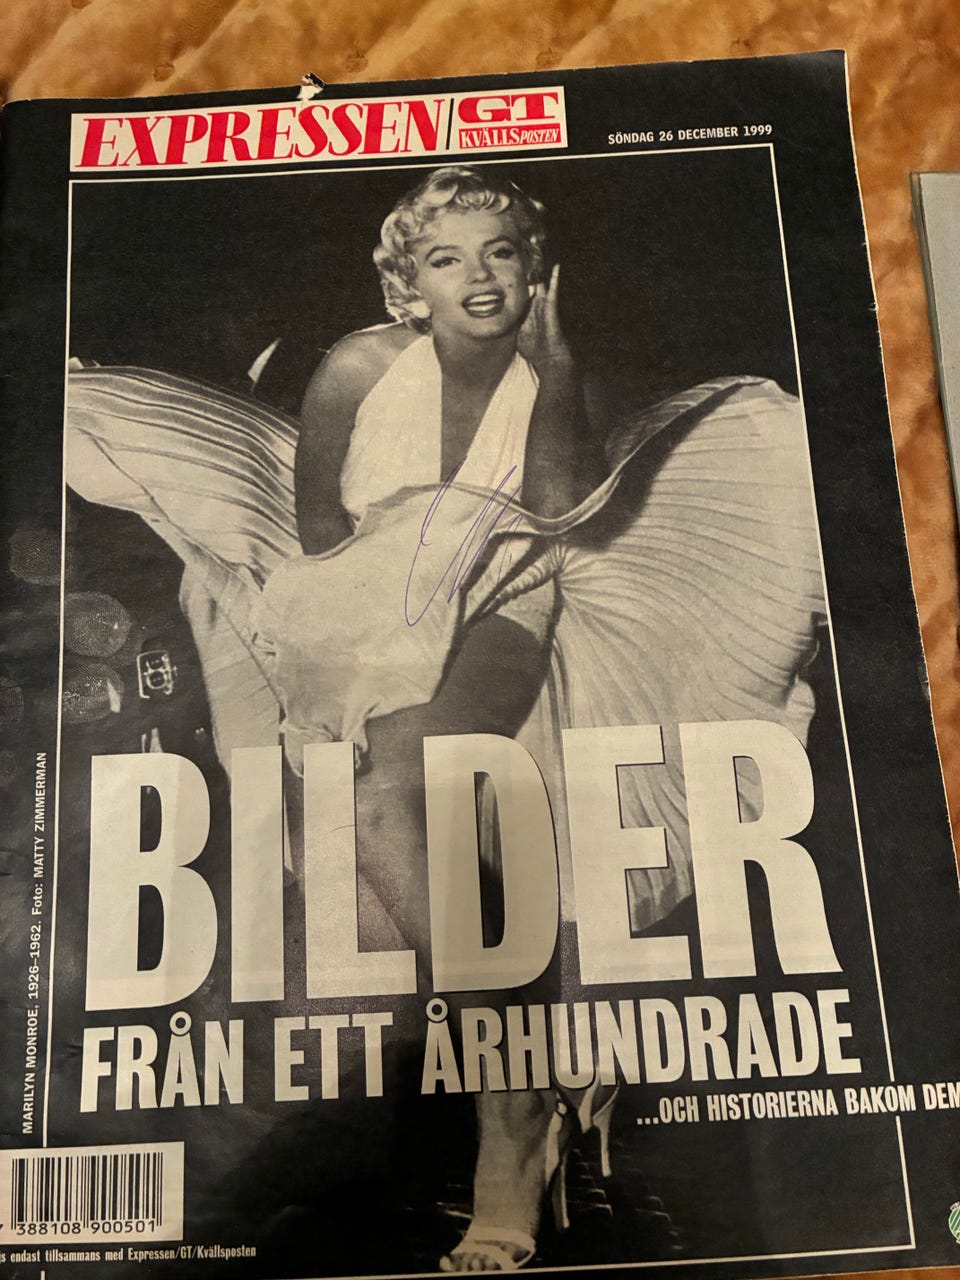 EXPRESSEN/GT
KVÄLLSPOSTEN
SÖNDAG 26 DECEMBER 1999
MARILYN MONROE, 1926–1962. Foto: MATTY ZIMMERMAN
BILDER
FRÅN ETT ÅRHUNDRADE
...OCH HISTORIERNA BAKOM DEM
7 388108 900501
endast tillsammans med Expressen/GT/Kvällsposten